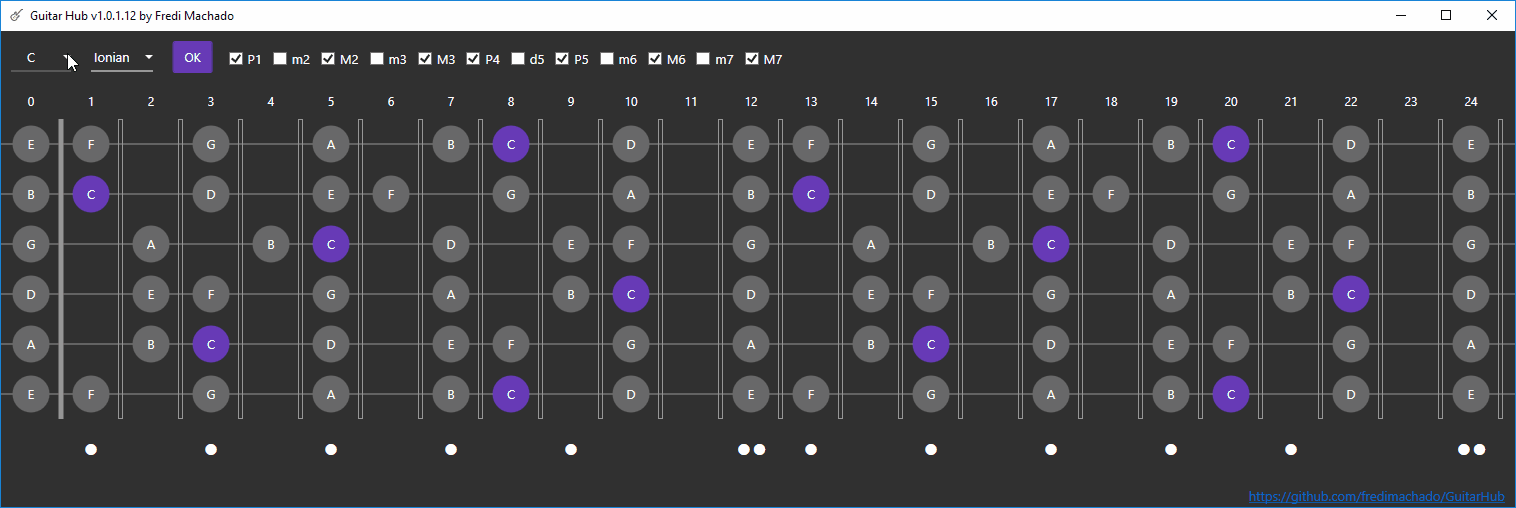 Guitar Hub v1.0.1.12 by Fredi Machado
C Ionian OK P1 m2 M2 m3 M3 P4 d5 P5 m6 M6 m7 M7
0 1 2 3 4 5 6 7 8 9 10 11 12 13 14 15 16 17 18 19 20 21 22 23 24
E F G A B C D E F G A B C D E
B C D E F G A B C D E F G A B
G A B C D E F G A B C D E F G
D E F G A B C D E F G A B C D
A B C D E F G A B C D E F G A
E F G A B C D E F G A B C D E
https://github.com/fredimachado/GuitarHub